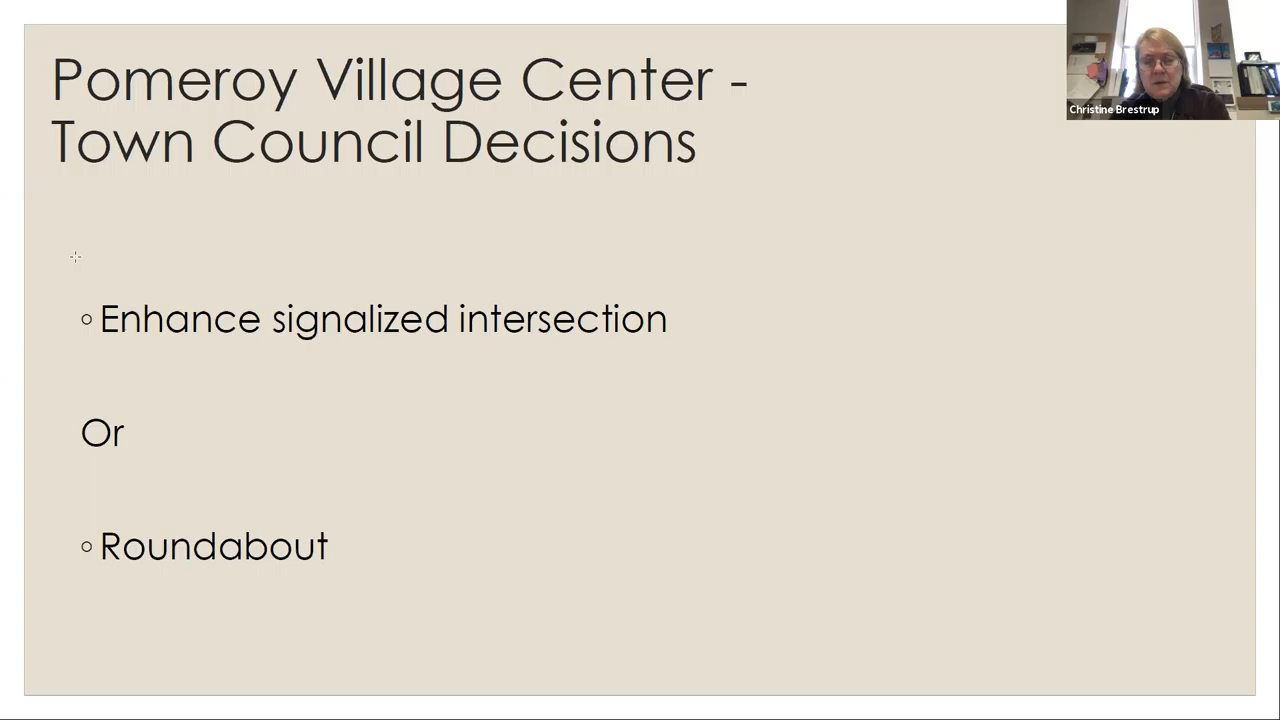 Pomeroy Village Center -
Town Council Decisions
Christine Brestrup
◦ Enhance signalized intersection
Or
◦ Roundabout